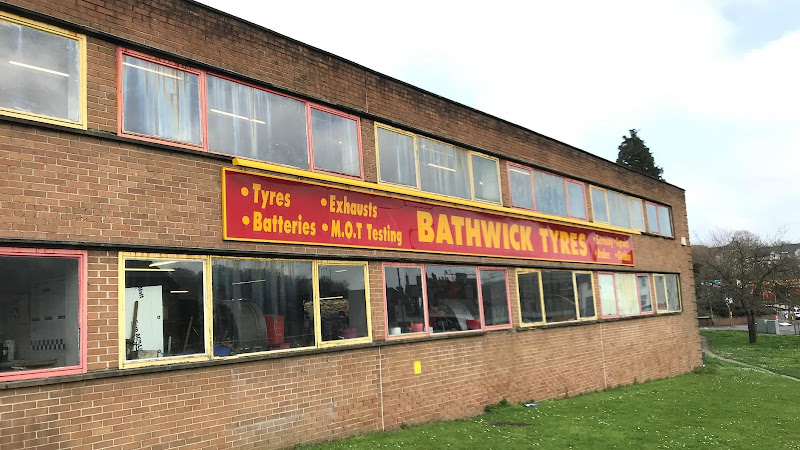 • Tyres
• Exhausts
• Batteries
• M.O.T Testing
BATHWICK TYRES